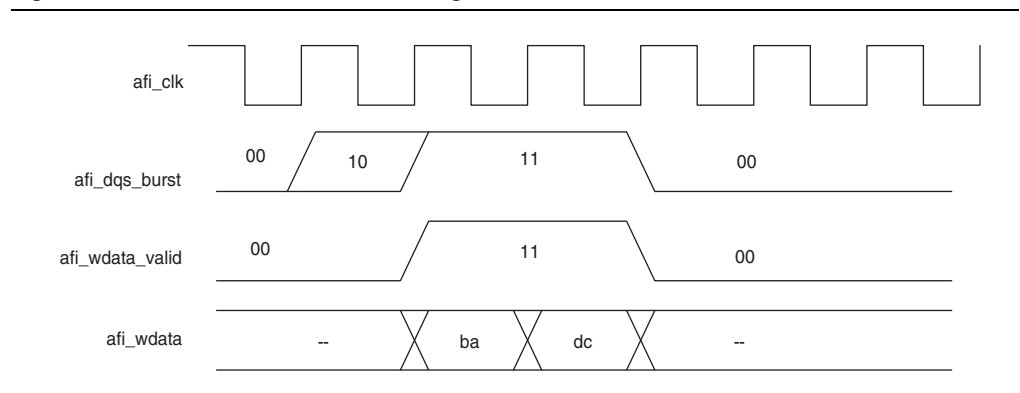 afi_clk
00 10 11 00
afi_dqs_burst
00 11 00
afi_wdata_valid
afi_wdata -- ba dc --